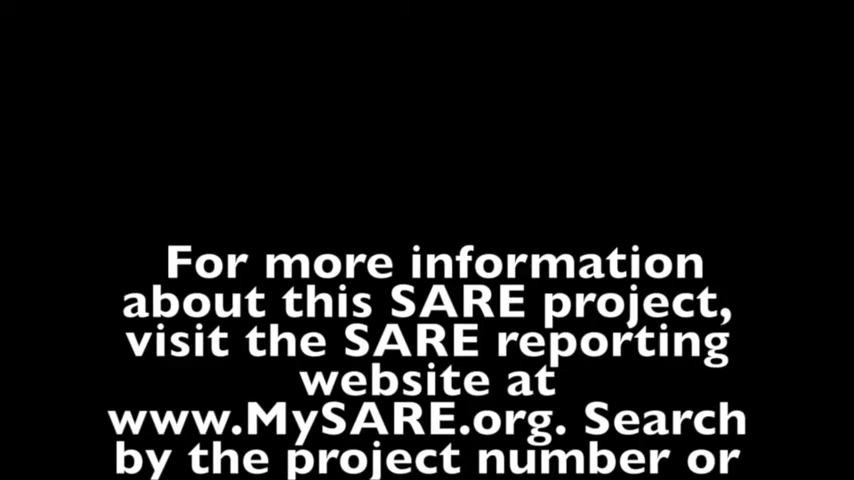 For more information
about this SARE project,
visit the SARE reporting
website at
www.MySARE.org. Search
by the project number or